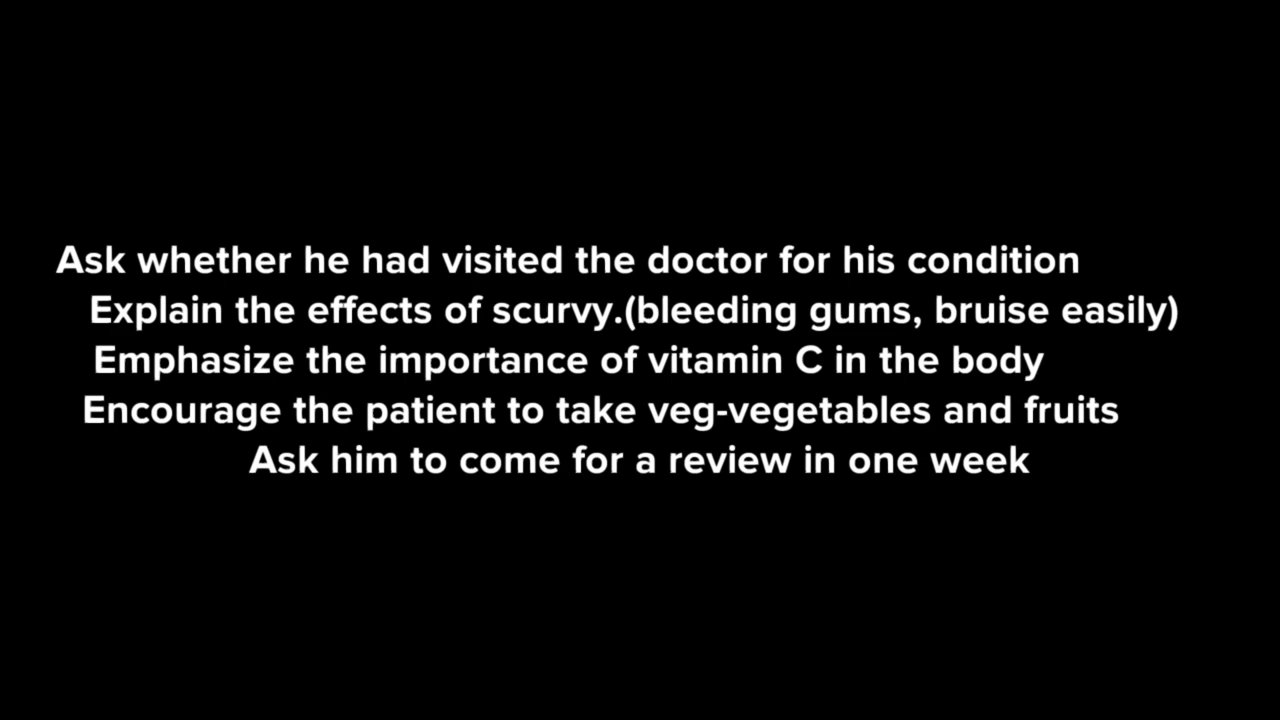 Ask whether he had visited the doctor for his condition
Explain the effects of scurvy.(bleeding gums, bruise easily)
Emphasize the importance of vitamin C in the body
Encourage the patient to take veg-vegetables and fruits
Ask him to come for a review in one week